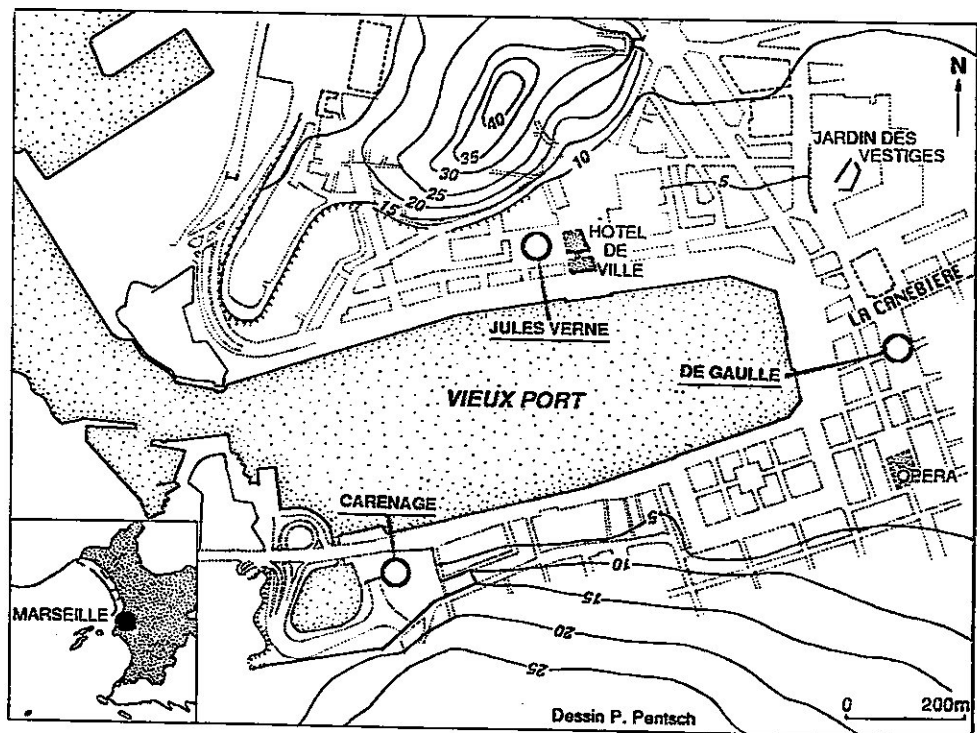 N
JARDIN DES
VESTIGES
40
35
30
25
20
15
10
5
HÔTEL
DE
VILLE
JULES VERNE
LA CANEBIERE
DE GAULLE
VIEUX PORT
OPERA
CARENAGE
5
10
15
20
25
MARSEILLE
0 200m
Dessin P. Pentsch